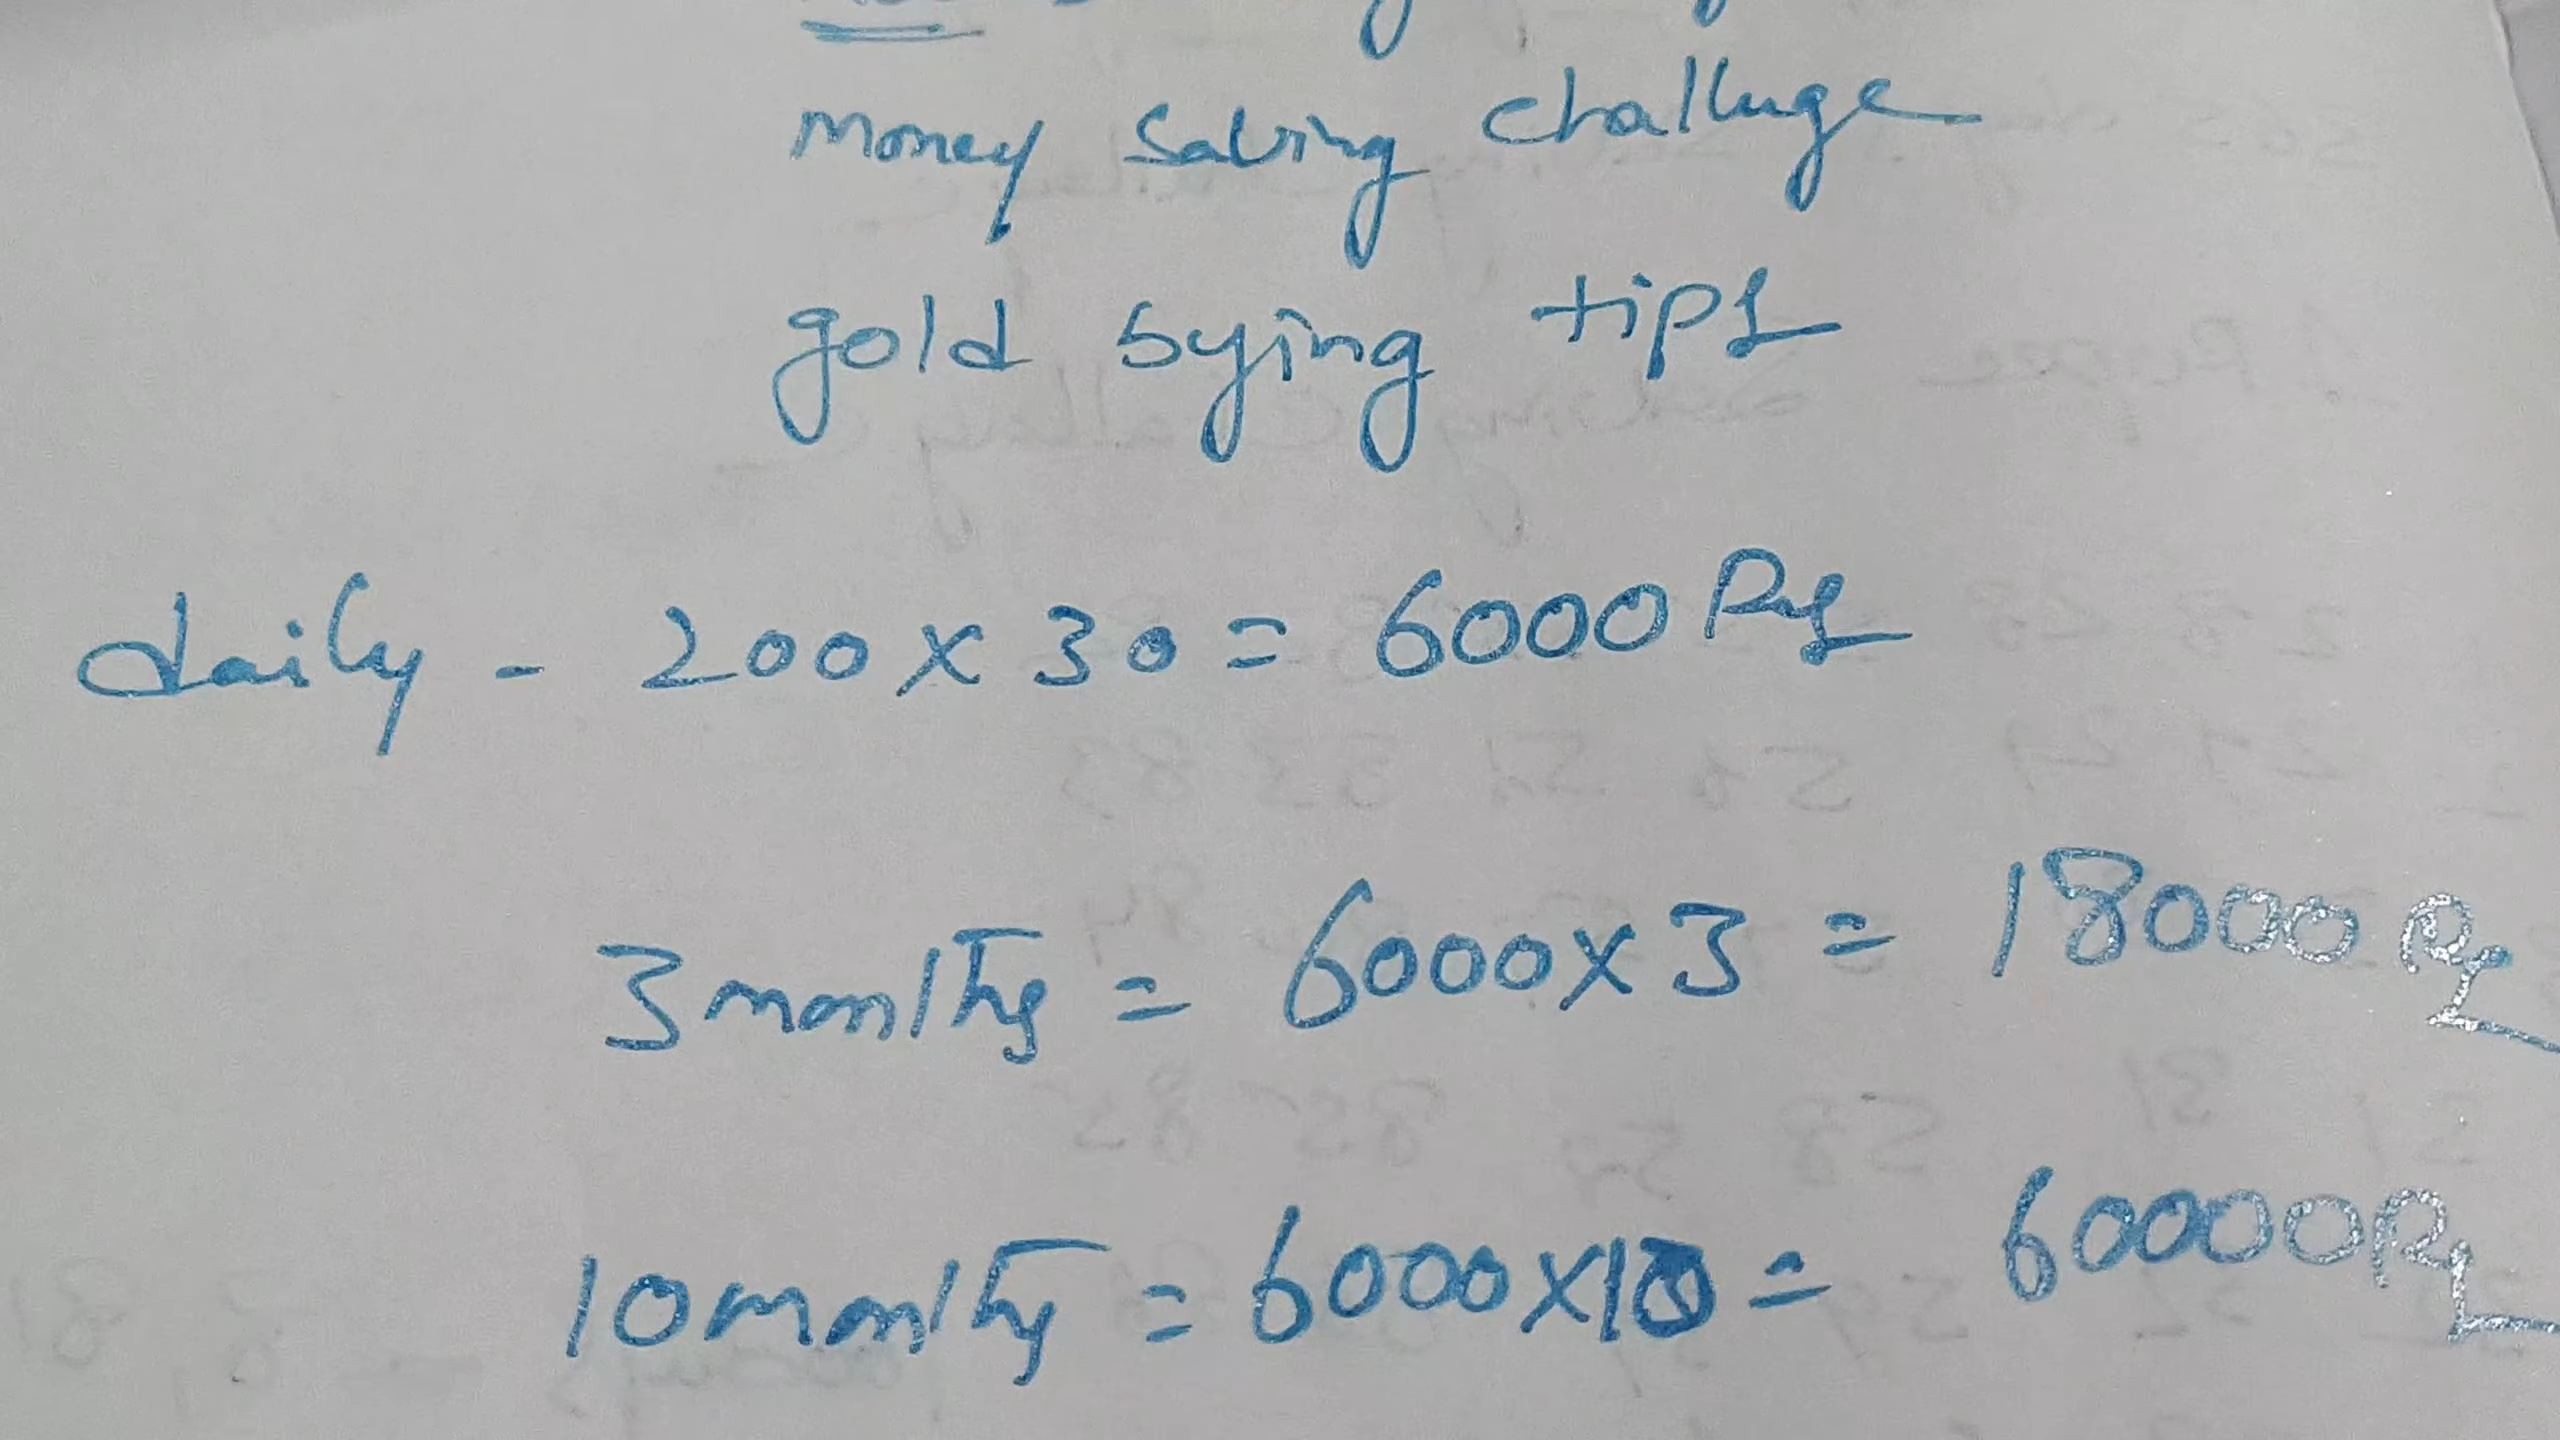 money saving challuge
gold bying tips
daily - 200 x 30 = 6000 Rs
3 months = 6000 x 3 = 18000 Rs
10 months = 6000 x 10 = 60000 Rs